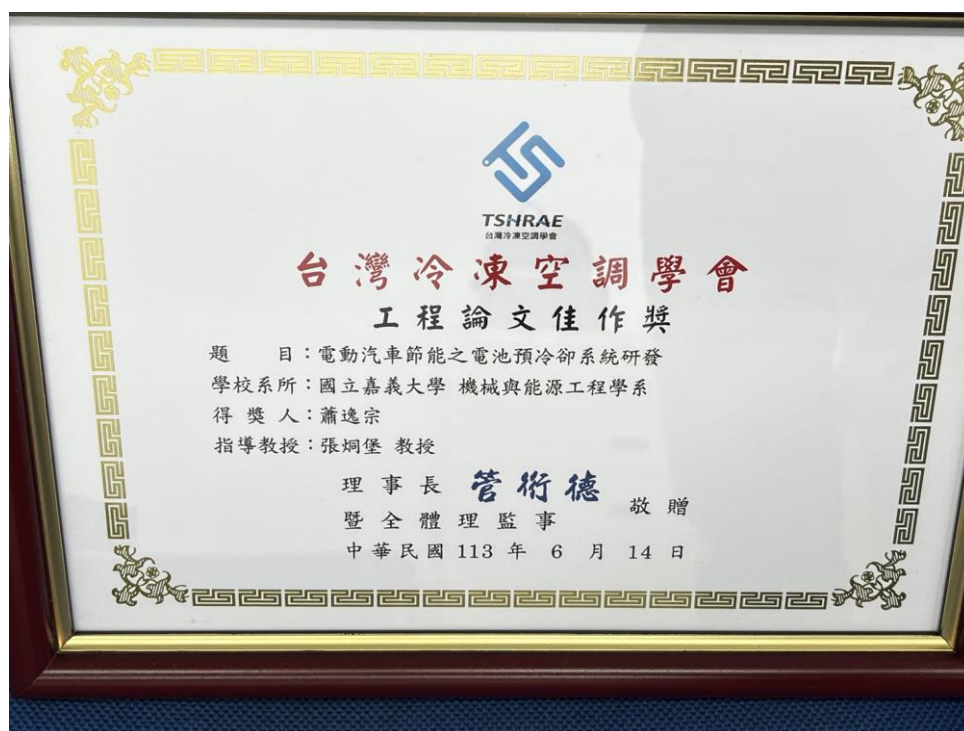 TSHRAE
台灣冷凍空調學會
台灣冷凍空調學會
工程論文佳作獎
題 目：電動汽車節能之電池預冷卻系統研發
學校系所：國立嘉義大學 機械與能源工程學系
得獎人：蕭逸宗
指導教授：張烔堡 教授
理事長 管衍德
暨全體理監事 敬贈
中華民國 113 年 6 月 14 日